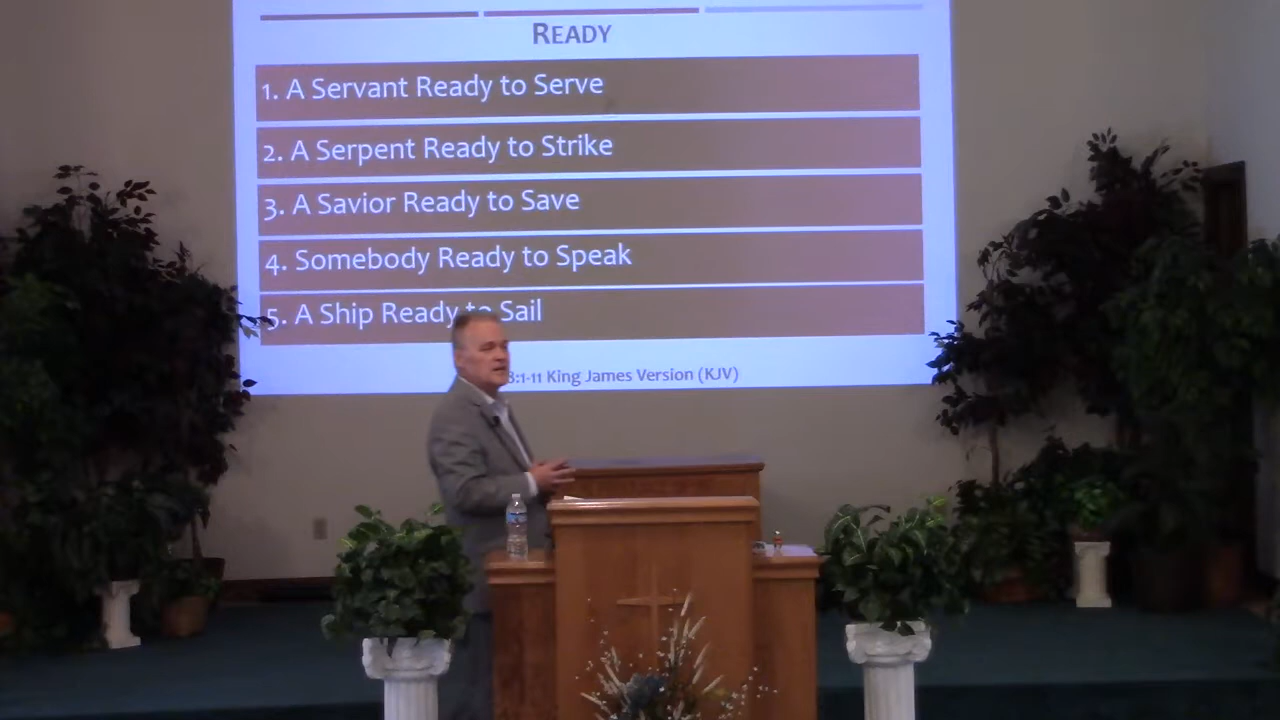 READY
1. A Servant Ready to Serve
2. A Serpent Ready to Strike
3. A Savior Ready to Save
4. Somebody Ready to Speak
5. A Ship Ready to Sail
8:1-11 King James Version (KJV)